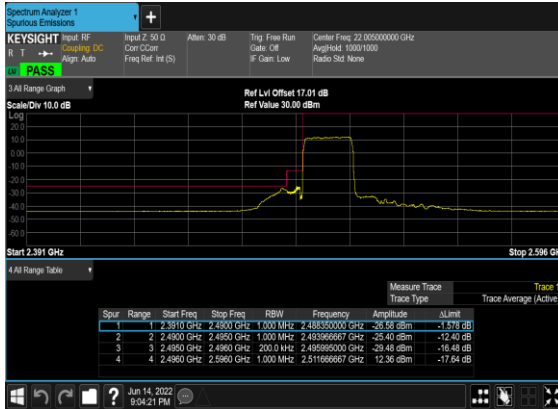 Spectrum Analyzer 1
Spurious Emissions
KEYSIGHT Input: RF Input Z: 50 Ω Atten: 30 dB Trig: Free Run Center Freq: 22.005000000 GHz
R T Coupling: DC Corr CCorr Gate: Off Avg|Hold: 1000/1000
Align: Auto Freq Ref: Int (S) IF Gain: Low Radio Std: None
PASS
3 All Range Graph
Ref Lvl Offset 17.01 dB
Scale/Div 10.0 dB Ref Value 30.00 dBm
Log
20.0
10.0
0.00
-10.0
-20.0
-30.0
-40.0
-50.0
-60.0
Start 2.391 GHz Stop 2.596 GH
4 All Range Table
Measure Trace Trace 1
Trace Type Trace Average (Active
Spur Range Start Freq Stop Freq RBW Frequency Amplitude ΔLimit
1 1 2.3910 GHz 2.4900 GHz 1.000 MHz 2.488350000 GHz -26.58 dBm -1.578 dB
2 2 2.4900 GHz 2.4950 GHz 1.000 MHz 2.493966667 GHz -25.40 dBm -12.40 dB
3 3 2.4950 GHz 2.4960 GHz 200.0 kHz 2.495995000 GHz -29.48 dBm -16.48 dB
4 4 2.4960 GHz 2.5960 GHz 1.000 MHz 2.511666667 GHz 12.36 dBm -17.64 dB
Jun 14, 2022
9:04:21 PM